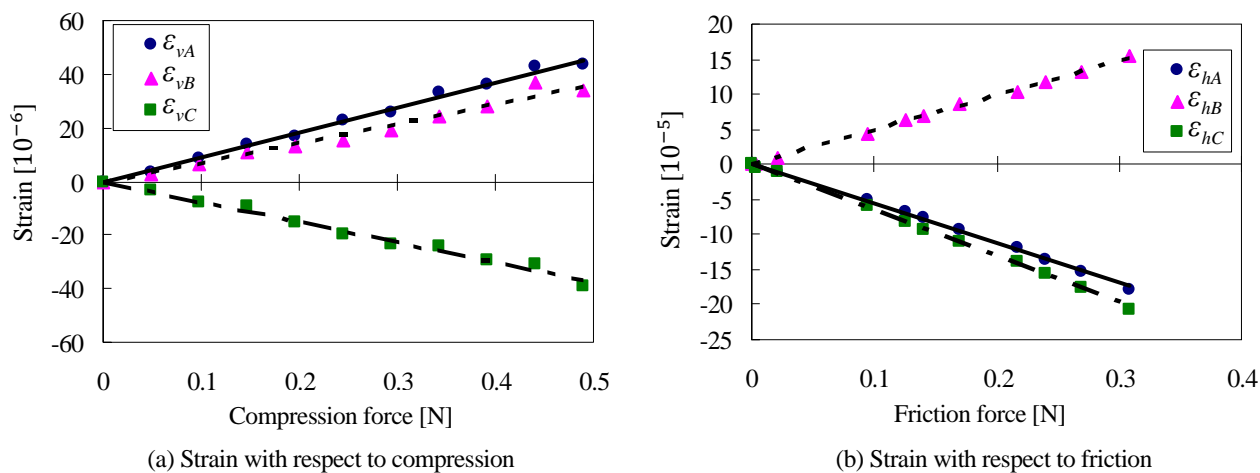 60
40
20
0
-20
-40
-60
Strain [10⁻⁶]
ε_vA
ε_vB
ε_vC
0 0.1 0.2 0.3 0.4 0.5
Compression force [N]
(a) Strain with respect to compression
20
15
10
5
0
-5
-10
-15
-20
-25
Strain [10⁻⁵]
ε_hA
ε_hB
ε_hC
0 0.1 0.2 0.3 0.4
Friction force [N]
(b) Strain with respect to friction